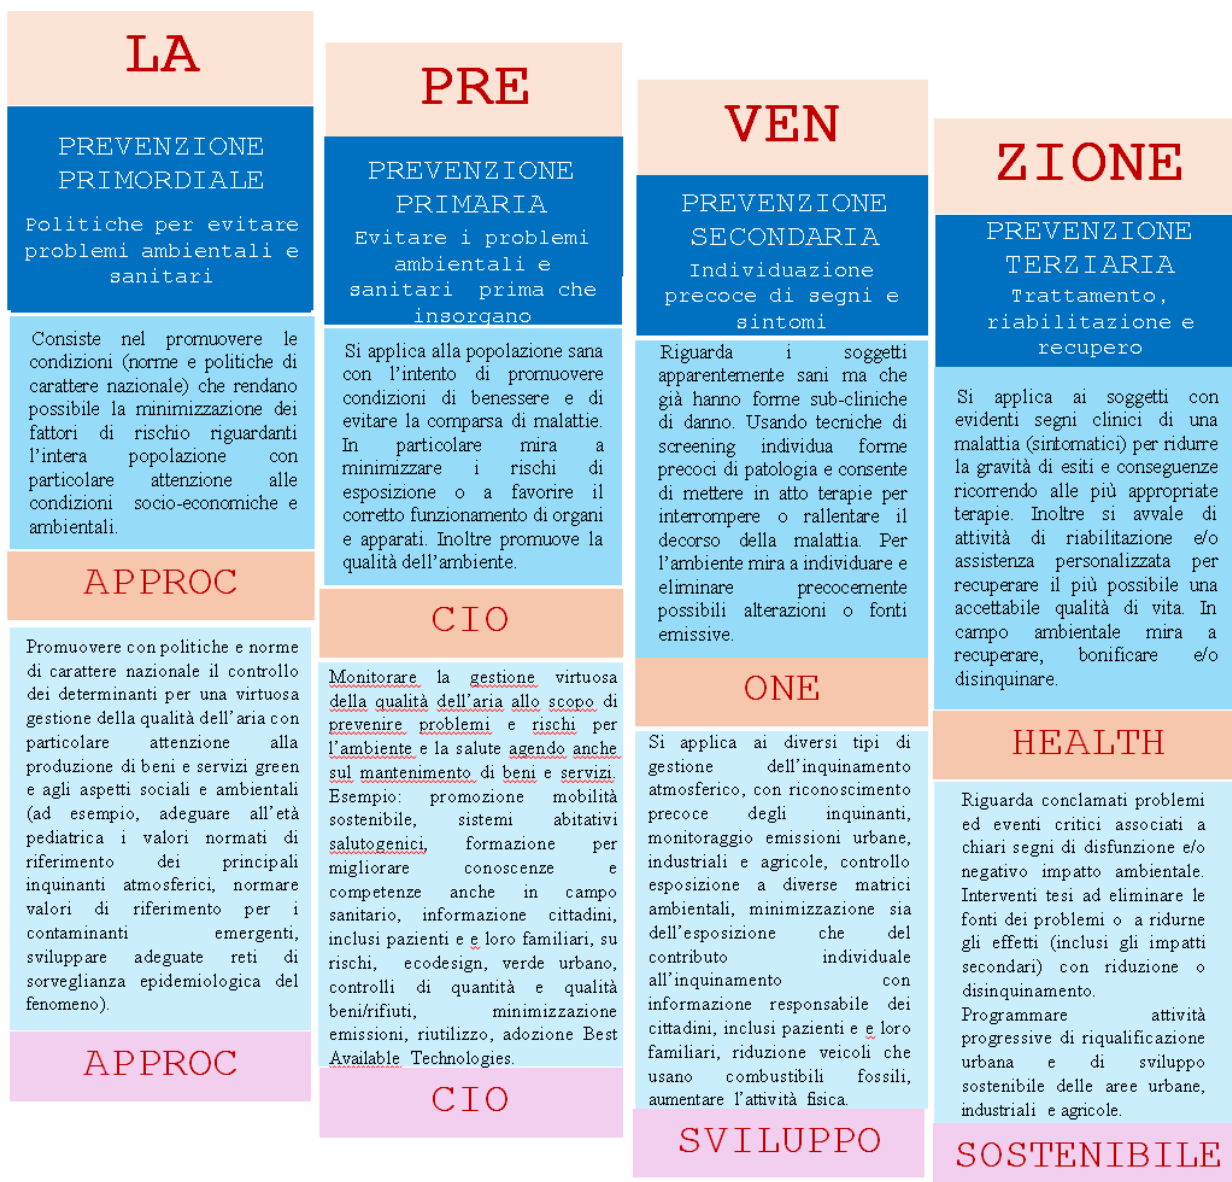 LA
PREVENZIONE
PRIMORDIALE
Politiche per evitare
problemi ambientali e
sanitari
Consiste nel promuovere le
condizioni (norme e politiche di
carattere nazionale) che rendano
possibile la minimizzazione dei
fattori di rischio riguardanti
l'intera popolazione con
particolare attenzione alle
condizioni socio-economiche e
ambientali.
APPROC
Promuovere con politiche e norme
di carattere nazionale il controllo
dei determinanti per una virtuosa
gestione della qualità dell'aria con
particolare attenzione alla
produzione di beni e servizi green
e agli aspetti sociali e ambientali
(ad esempio, adeguare all'età
pediatrica i valori normati di
riferimento dei principali
inquinanti atmosferici, normare
valori di riferimento per i
contaminanti emergenti,
sviluppare adeguate reti di
sorveglianza epidemiologica del
fenomeno).
APPROC
PRE
PREVENZIONE
PRIMARIA
Evitare i problemi
ambientali e
sanitari prima che
insorgano
Si applica alla popolazione sana
con l'intento di promuovere
condizioni di benessere e di
evitare la comparsa di malattie.
In particolare mira a
minimizzare i rischi di
esposizione o a favorire il
corretto funzionamento di organi
e apparati. Inoltre promuove la
qualità dell'ambiente.
CIO
Monitorare la gestione virtuosa
della qualità dell'aria allo scopo di
prevenire problemi e rischi per
l'ambiente e la salute agendo anche
sul mantenimento di beni e servizi.
Esempio: promozione mobilità
sostenibile, sistemi abitativi
salutogenici, formazione per
migliorare conoscenze e
competenze anche in campo
sanitario, informazione cittadini,
inclusi pazienti e e loro familiari, su
rischi, ecodesign, verde urbano,
controlli di quantità e qualità
beni/rifiuti, minimizzazione
emissioni, riutilizzo, adozione Best
Available Technologies.
CIO
VEN
PREVENZIONE
SECONDARIA
Individuazione
precoce di segni e
sintomi
Riguarda i soggetti
apparentemente sani ma che
già hanno forme sub-cliniche
di danno. Usando tecniche di
screening individua forme
precoci di patologia e consente
di mettere in atto terapie per
interrompere o rallentare il
decorso della malattia. Per
l'ambiente mira a individuare e
eliminare precocemente
possibili alterazioni o fonti
emissive.
ONE
Si applica ai diversi tipi di
gestione dell'inquinamento
atmosferico, con riconoscimento
precoce degli inquinanti,
monitoraggio emissioni urbane,
industriali e agricole, controllo
esposizione a diverse matrici
ambientali, minimizzazione sia
dell'esposizione che del
contributo individuale
all'inquinamento con
informazione responsabile dei
cittadini, inclusi pazienti e e loro
familiari, riduzione veicoli che
usano combustibili fossili,
aumentare l'attività fisica.
SVILUPPO
ZIONE
PREVENZIONE
TERZIARIA
Trattamento,
riabilitazione e
recupero
Si applica ai soggetti con
evidenti segni clinici di una
malattia (sintomatici) per ridurre
la gravità di esiti e conseguenze
ricorrendo alle più appropriate
terapie. Inoltre si avvale di
attività di riabilitazione e/o
assistenza personalizzata per
recuperare il più possibile una
accettabile qualità di vita. In
campo ambientale mira a
recuperare, bonificare e/o
disinquinare.
HEALTH
Riguarda conclamati problemi
ed eventi critici associati a
chiari segni di disfunzione e/o
negativo impatto ambientale.
Interventi tesi ad eliminare le
fonti dei problemi o a ridurne
gli effetti (inclusi gli impatti
secondari) con riduzione o
disinquinamento.
Programmare attività
progressive di riqualificazione
urbana e di sviluppo
sostenibile delle aree urbane,
industriali e agricole.
SOSTENIBILE